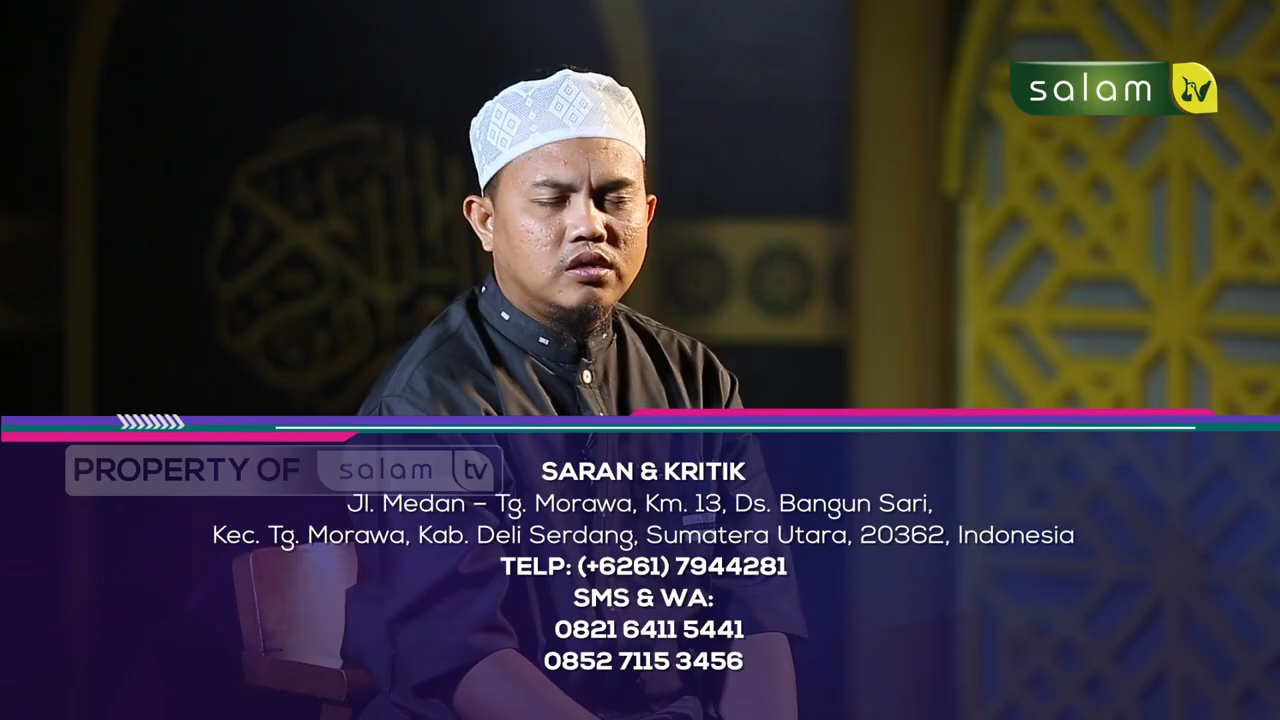 salam tv
PROPERTY OF salam tv
SARAN & KRITIK
Jl. Medan – Tg. Morawa, Km. 13, Ds. Bangun Sari,
Kec. Tg. Morawa, Kab. Deli Serdang, Sumatera Utara, 20362, Indonesia
TELP: (+6261) 7944281
SMS & WA:
0821 6411 5441
0852 7115 3456